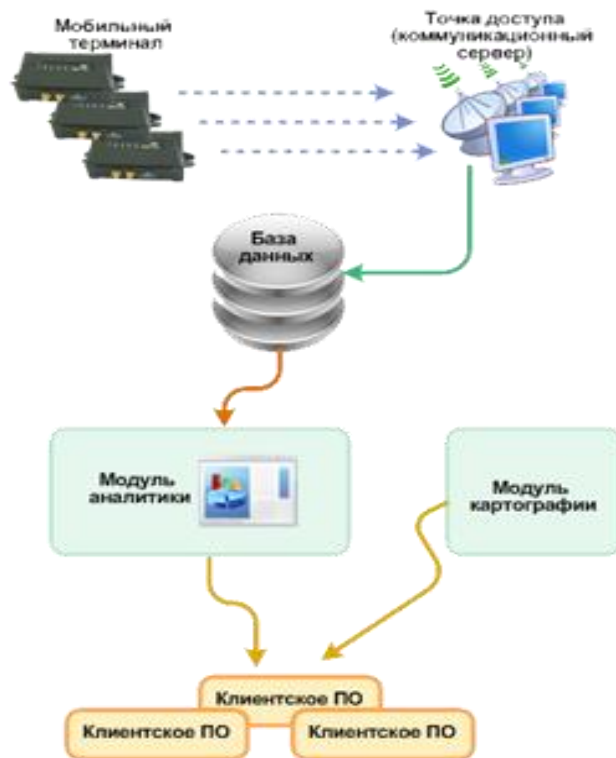 Мобильный
терминал
Точка доступа
(коммуникационный
сервер)
База
данных
Модуль
аналитики
Модуль
картографии
Клиентское ПО
Клиентское ПО
Клиентское ПО